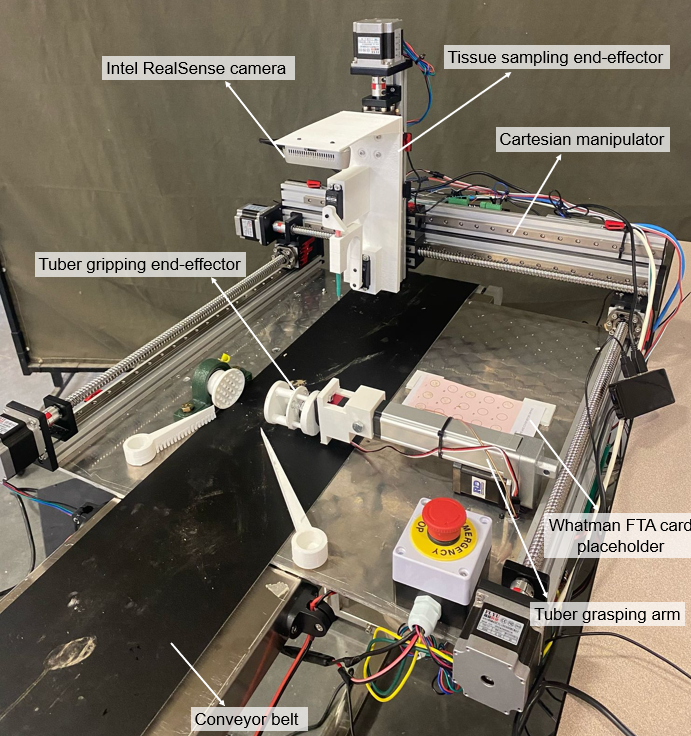 Intel RealSense camera
Tissue sampling end-effector
Cartesian manipulator
Tuber gripping end-effector
Whatman FTA card
placeholder
EMERGENCY
OP
Tuber grasping arm
Conveyor belt